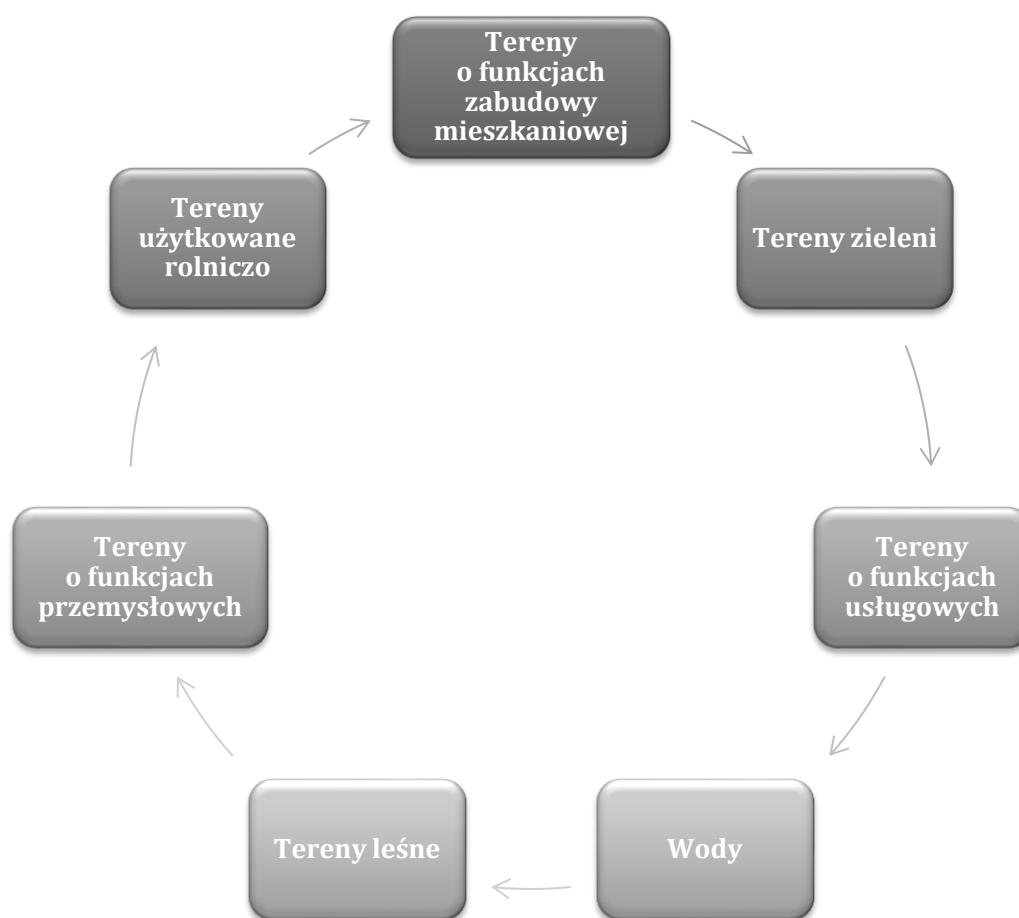 Tereny
o funkcjach
zabudowy
mieszkaniowej
Tereny zieleni
Tereny
o funkcjach
usługowych
Wody
Tereny leśne
Tereny
o funkcjach
przemysłowych
Tereny
użytkowane
rolniczo